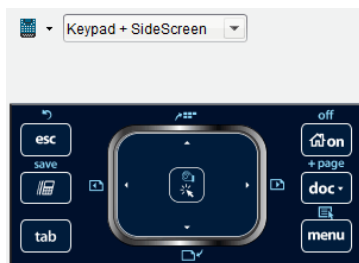 Keypad + SideScreen
off
esc
on
save
+ page
doc
tab
menu